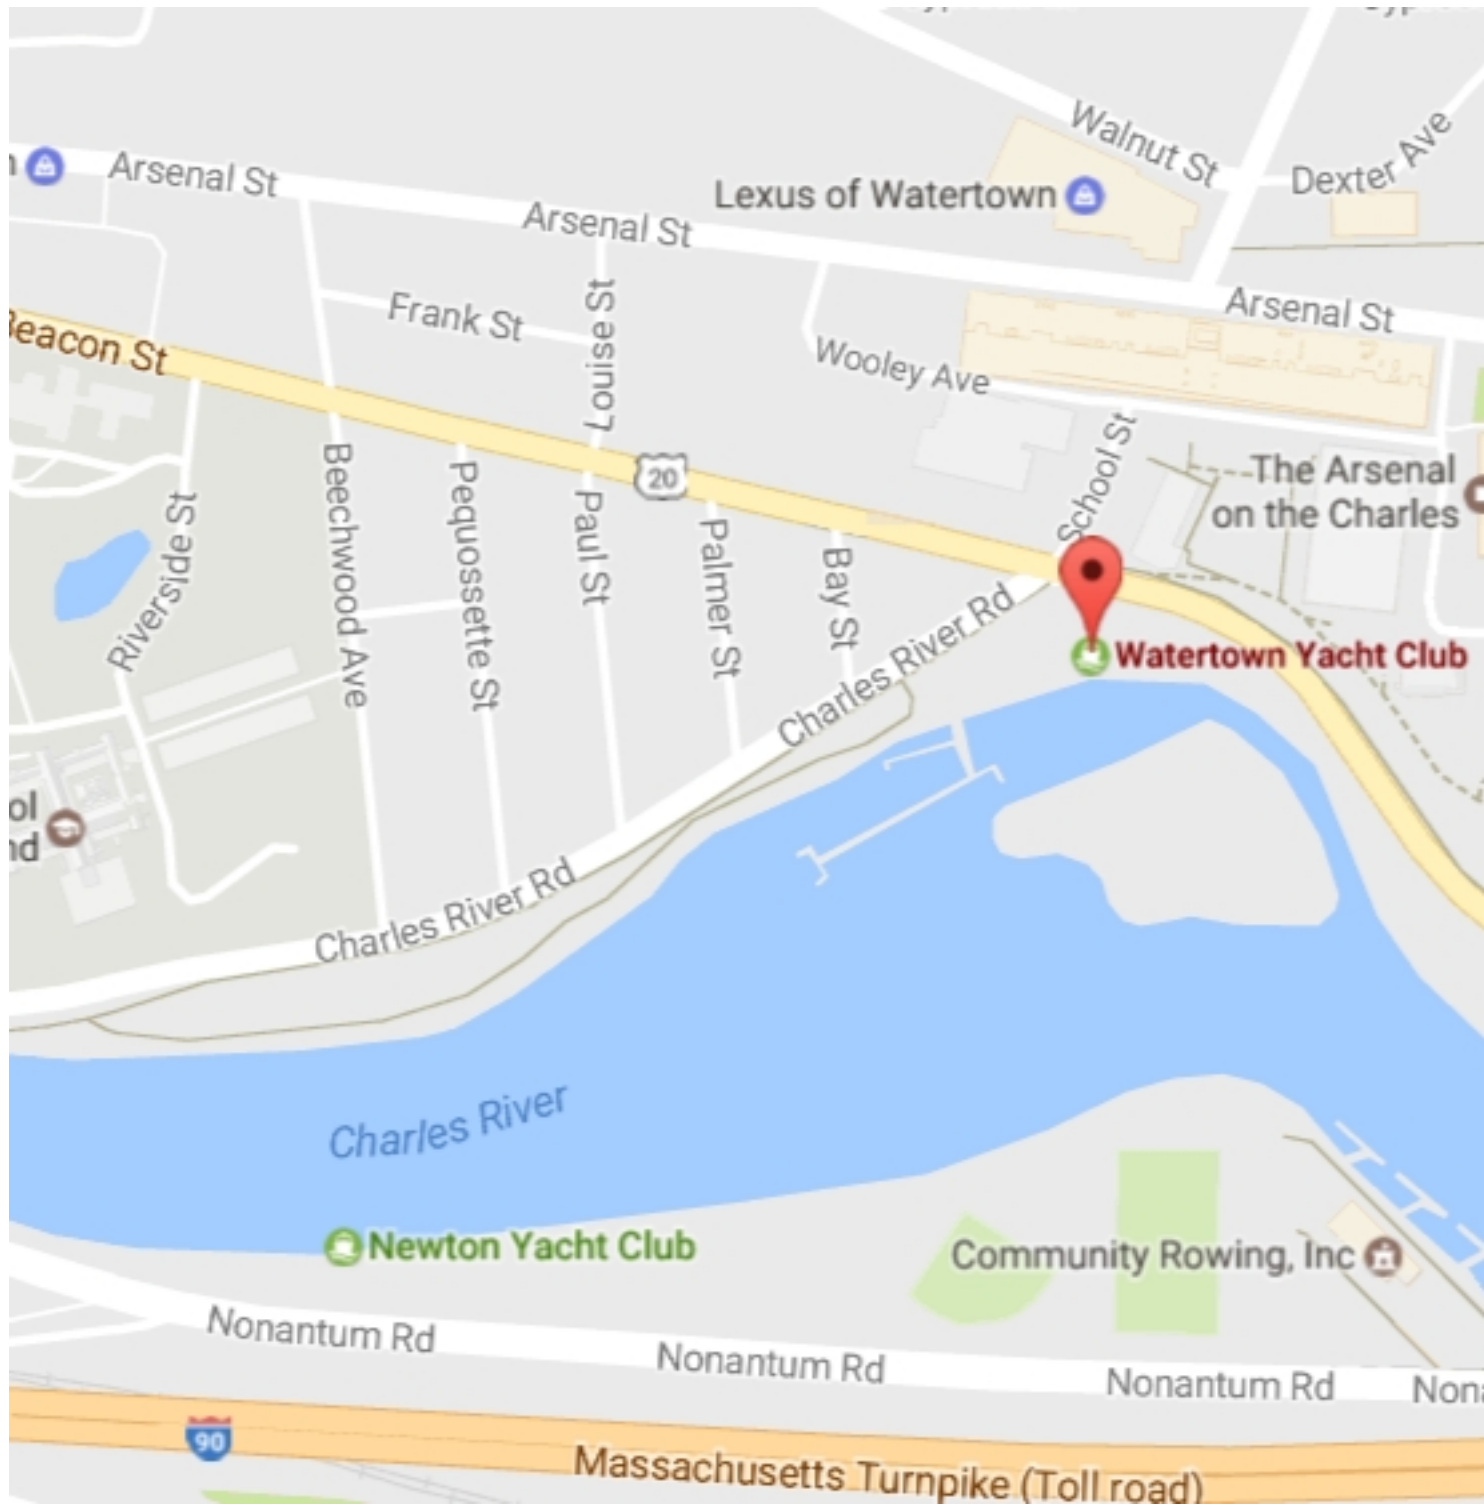 Walnut St
Dexter Ave
Arsenal St
Lexus of Watertown
Arsenal St
Arsenal St
Frank St
Louise St
Beacon St
Wooley Ave
School St
20
The Arsenal
on the Charles
Riverside St
Beechwood Ave
Pequossette St
Paul St
Palmer St
Bay St
Charles River Rd
Watertown Yacht Club
Charles River Rd
Charles River
Newton Yacht Club
Community Rowing, Inc
Nonantum Rd
Nonantum Rd
Nonantum Rd
90
Massachusetts Turnpike (Toll road)